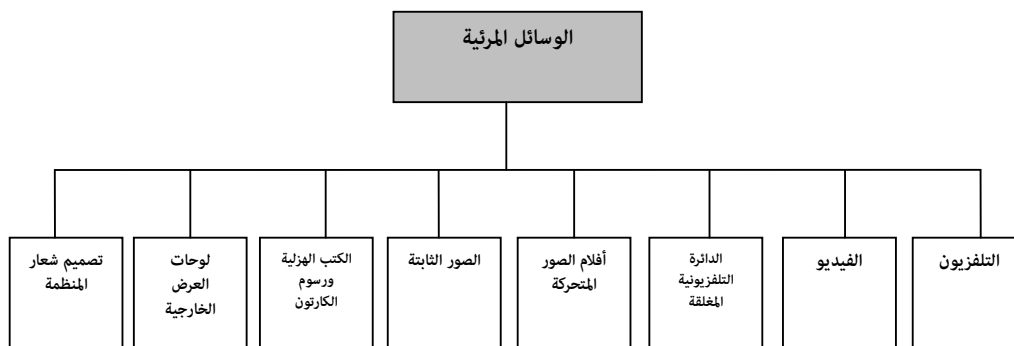 الوسائل المرئية
التلفزيون
الفيديو
الدائرة
التلفزيونية
المغلقة
أفلام الصور
المتحركة
الصور الثابتة
الكتب الهزلية
ورسوم
الكارتون
لوحات
العرض
الخارجية
تصميم شعار
المنظمة